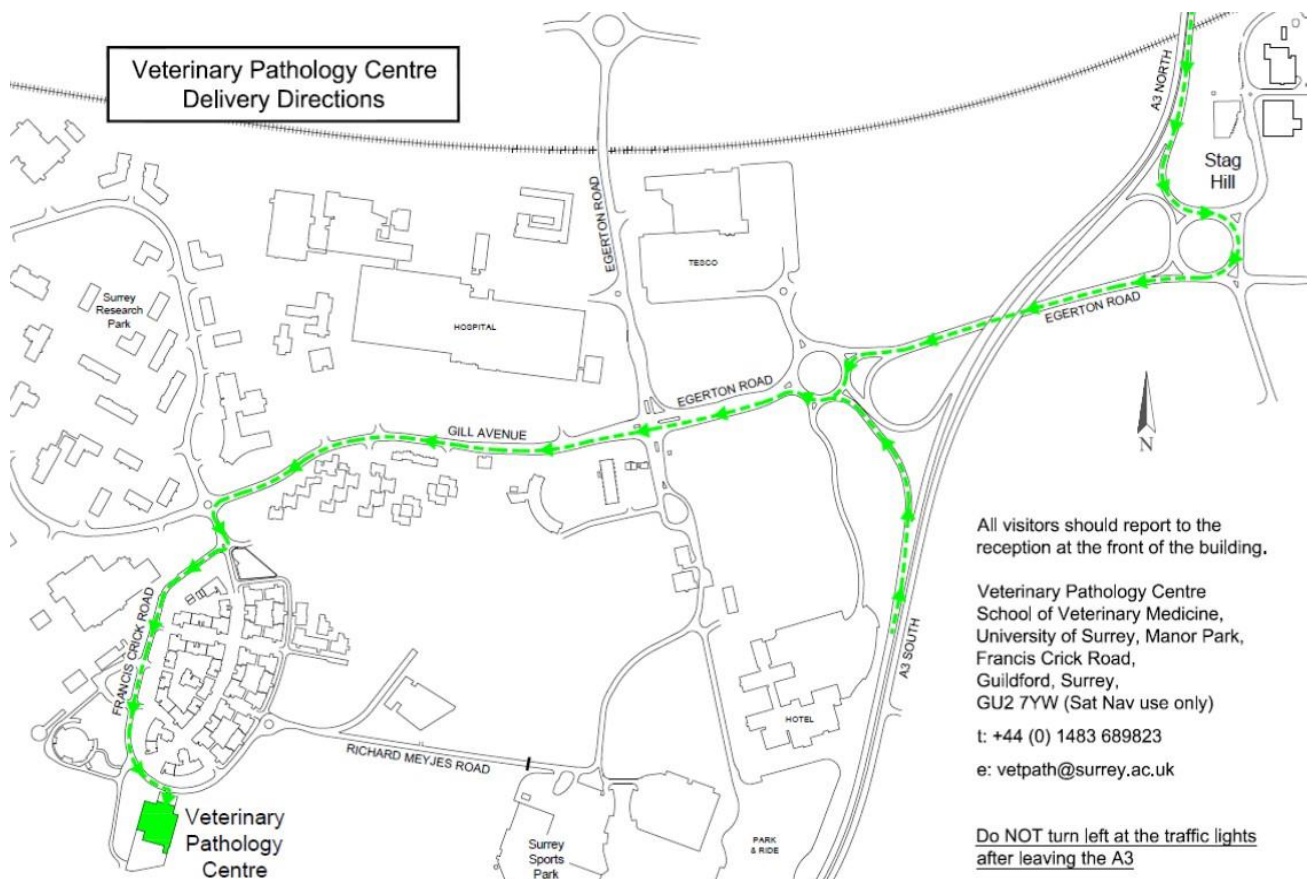 Veterinary Pathology Centre
Delivery Directions
A3 NORTH
Stag
Hill
EGERTON ROAD
TESCO
Surrey
Research
Park
HOSPITAL
EGERTON ROAD
EGERTON ROAD
GILL AVENUE
N
FRANCIS CRICK ROAD
A3 SOUTH
HOTEL
RICHARD MEYJES ROAD
Veterinary
Pathology
Centre
Surrey
Sports
Park
PARK
& RIDE
All visitors should report to the
reception at the front of the building.
Veterinary Pathology Centre
School of Veterinary Medicine,
University of Surrey, Manor Park,
Francis Crick Road,
Guildford, Surrey,
GU2 7YW (Sat Nav use only)
t: +44 (0) 1483 689823
e: vetpath@surrey.ac.uk
Do NOT turn left at the traffic lights
after leaving the A3